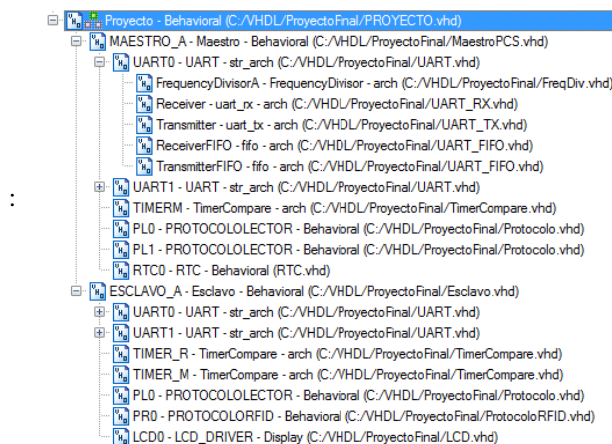 Proyecto - Behavioral (C:/VHDL/ProyectoFinal/PROYECTO.vhd)
MAESTRO_A - Maestro - Behavioral (C:/VHDL/ProyectoFinal/MaestroPCS.vhd)
UART0 - UART - str_arch (C:/VHDL/ProyectoFinal/UART.vhd)
FrequencyDivisorA - FrequencyDivisor - arch (C:/VHDL/ProyectoFinal/FreqDiv.vhd)
Receiver - uart_rx - arch (C:/VHDL/ProyectoFinal/UART_RX.vhd)
Transmitter - uart_tx - arch (C:/VHDL/ProyectoFinal/UART_TX.vhd)
ReceiverFIFO - fifo - arch (C:/VHDL/ProyectoFinal/UART_FIFO.vhd)
TransmitterFIFO - fifo - arch (C:/VHDL/ProyectoFinal/UART_FIFO.vhd)
: UART1 - UART - str_arch (C:/VHDL/ProyectoFinal/UART.vhd)
TIMERM - TimerCompare - arch (C:/VHDL/ProyectoFinal/TimerCompare.vhd)
PL0 - PROTOCOLOLECTOR - Behavioral (C:/VHDL/ProyectoFinal/Protocolo.vhd)
PL1 - PROTOCOLOLECTOR - Behavioral (C:/VHDL/ProyectoFinal/Protocolo.vhd)
RTC0 - RTC - Behavioral (RTC.vhd)
ESCLAVO_A - Esclavo - Behavioral (C:/VHDL/ProyectoFinal/Esclavo.vhd)
UART0 - UART - str_arch (C:/VHDL/ProyectoFinal/UART.vhd)
UART1 - UART - str_arch (C:/VHDL/ProyectoFinal/UART.vhd)
TIMER_R - TimerCompare - arch (C:/VHDL/ProyectoFinal/TimerCompare.vhd)
TIMER_M - TimerCompare - arch (C:/VHDL/ProyectoFinal/TimerCompare.vhd)
PL0 - PROTOCOLOLECTOR - Behavioral (C:/VHDL/ProyectoFinal/Protocolo.vhd)
PR0 - PROTOCOLORFID - Behavioral (C:/VHDL/ProyectoFinal/ProtocoloRFID.vhd)
LCD0 - LCD_DRIVER - Display (C:/VHDL/ProyectoFinal/LCD.vhd)